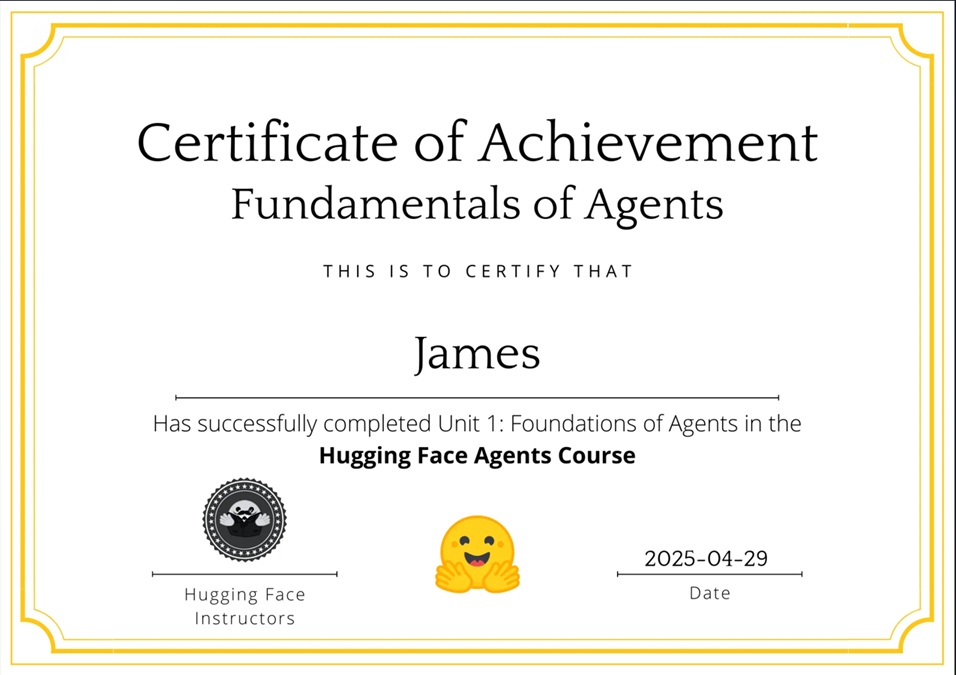 Certificate of Achievement
Fundamentals of Agents
THIS IS TO CERTIFY THAT
James
Has successfully completed Unit 1: Foundations of Agents in the
Hugging Face Agents Course
2025-04-29
Hugging Face
Instructors
Date